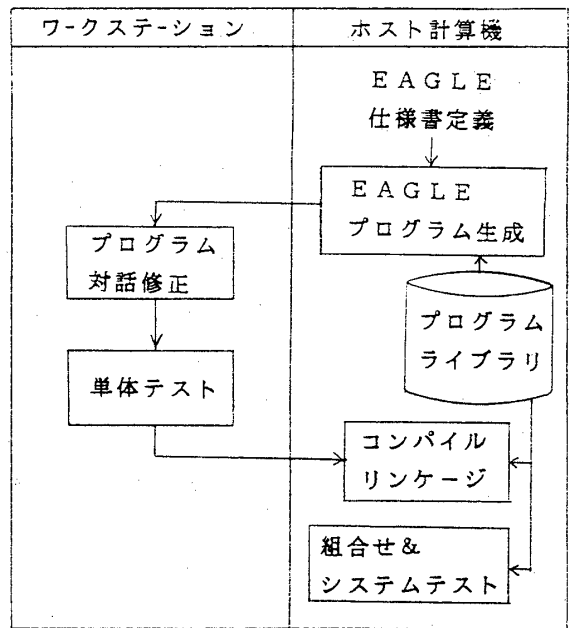 ワークステーション
ホスト計算機
EAGLE
仕様書定義
EAGLE
プログラム生成
プログラム
対話修正
プログラム
ライブラリ
単体テスト
コンパイル
リンケージ
組合せ&
システムテスト